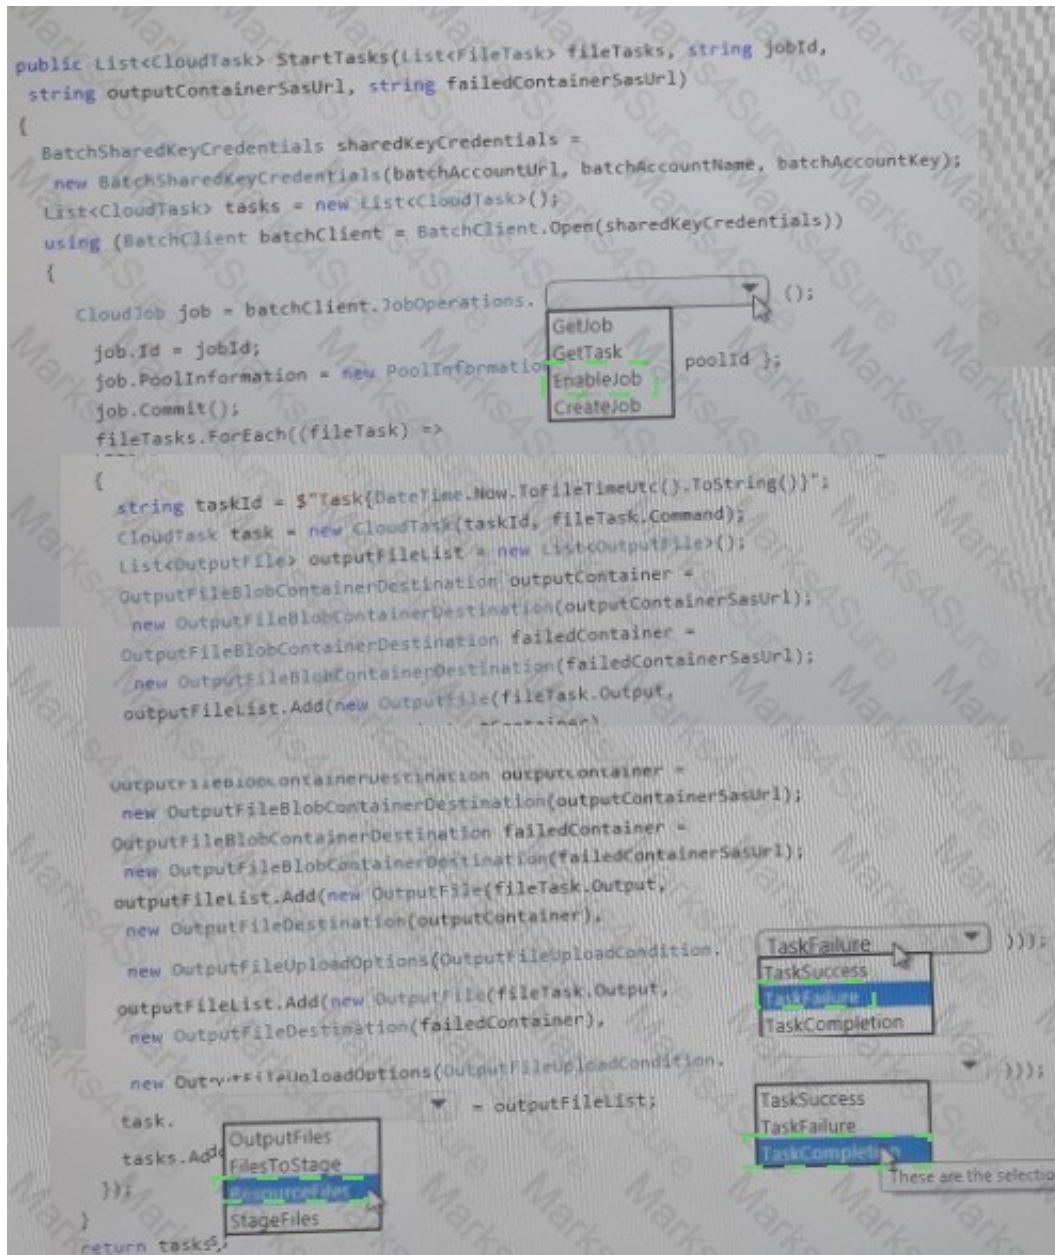 public List<CloudTask> StartTasks(List<FileTask> fileTasks, string jobId,
string outputContainerSasUrl, string failedContainerSasUrl)
{
BatchSharedKeyCredentials sharedKeyCredentials =
new BatchSharedKeyCredentials(batchAccountUrl, batchAccountName, batchAccountKey);
List<CloudTask> tasks = new List<CloudTask>();
using (BatchClient batchClient = BatchClient.Open(sharedKeyCredentials))
{
CloudJob job = batchClient.JobOperations. ();
GetJob
GetTask
EnableJob
CreateJob
job.Id = jobId;
job.PoolInformation = new PoolInformatio poolId };
job.Commit();
fileTasks.ForEach((fileTask) =>
{
string taskId = $"Task{DateTime.Now.ToFileTimeUtc().ToString()}";
CloudTask task = new CloudTask(taskId, fileTask.Command);
List<OutputFile> outputFileList = new List<OutputFile>();
OutputFileBlobContainerDestination outputContainer =
new OutputFileBlobContainerDestination(outputContainerSasUrl);
OutputFileBlobContainerDestination failedContainer =
new OutputFileBlobContainerDestination(failedContainerSasUrl);
outputFileList.Add(new OutputFile(fileTask.Output,
OutputFileBlobContainerDestination outputContainer =
new OutputFileBlobContainerDestination(outputContainerSasUrl);
OutputFileBlobContainerDestination failedContainer =
new OutputFileBlobContainerDestination(failedContainerSasUrl);
outputFileList.Add(new OutputFile(fileTask.Output,
new OutputFileDestination(outputContainer),
new OutputFileUploadOptions(OutputFileUploadCondition. TaskFailure )));
TaskSuccess
TaskFailure
TaskCompletion
outputFileList.Add(new OutputFile(fileTask.Output,
new OutputFileDestination(failedContainer),
new OutputFileUploadOptions(OutputFileUploadCondition. )));
TaskSuccess
TaskFailure
TaskCompletion
These are the selectio
task. = outputFileList;
OutputFiles
FilesToStage
ResourceFiles
StageFiles
tasks.Add
});
}
return tasks;
Marks4Sure